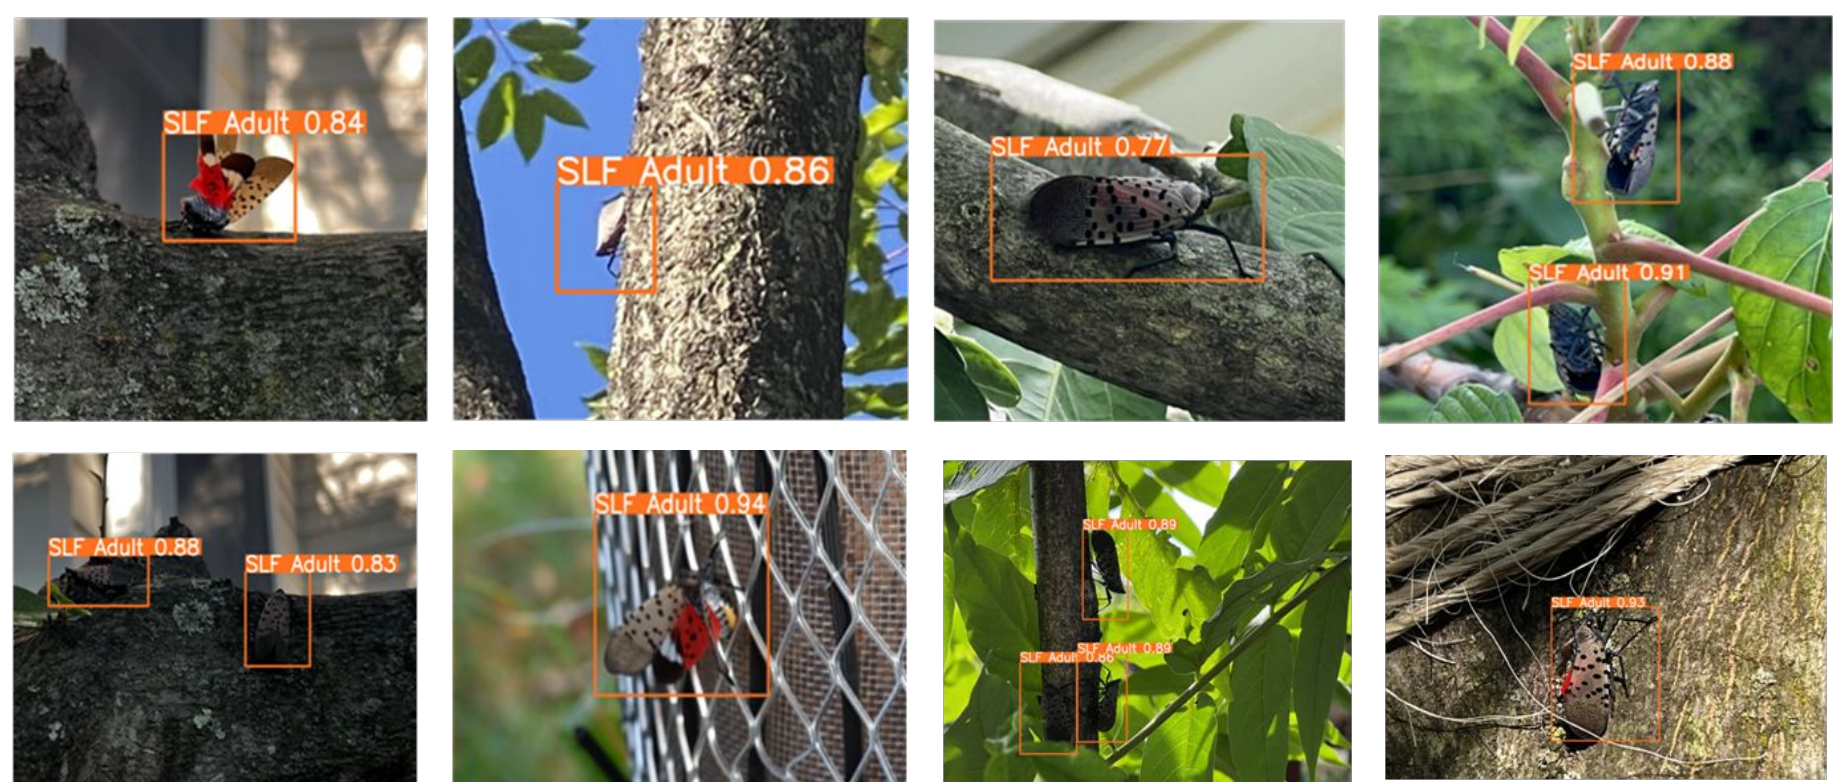 SLF Adult 0.84
SLF Adult 0.86
SLF Adult 0.77
SLF Adult 0.88
SLF Adult 0.91
SLF Adult 0.88
SLF Adult 0.83
SLF Adult 0.94
SLF Adult 0.89
SLF Adult 0.89
SLF Adult 0.86
SLF Adult 0.93